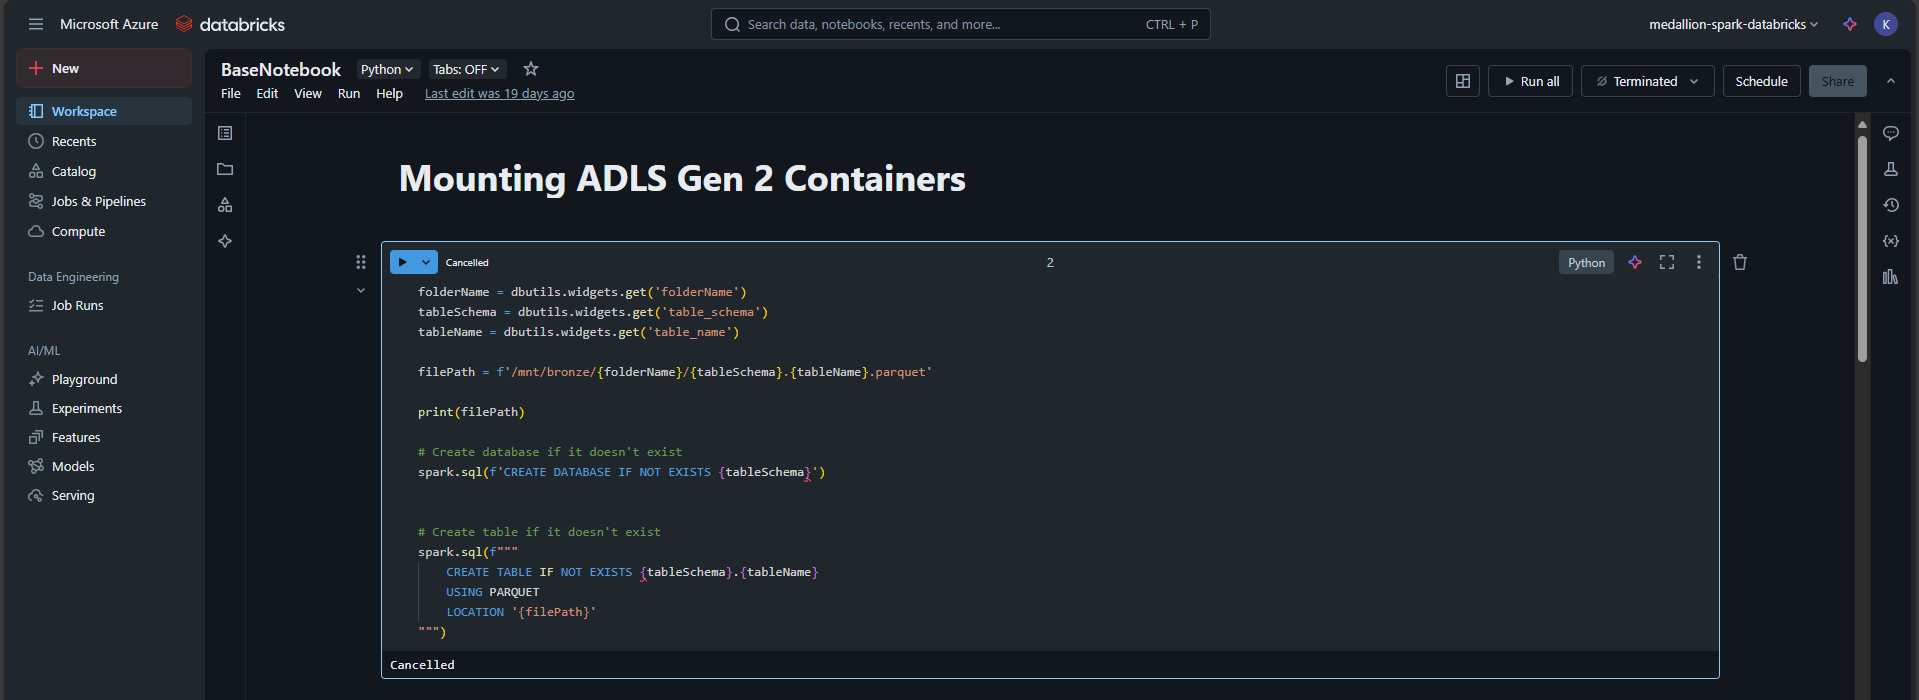 Microsoft Azure databricks
Search data, notebooks, recents, and more... CTRL + P
medallion-spark-databricks K
New
Workspace
Recents
Catalog
Jobs & Pipelines
Compute
Data Engineering
Job Runs
AI/ML
Playground
Experiments
Features
Models
Serving
BaseNotebook Python Tabs: OFF
File Edit View Run Help Last edit was 19 days ago
Run all Terminated Schedule Share
Mounting ADLS Gen 2 Containers
Cancelled 2 Python
folderName = dbutils.widgets.get('folderName')
tableSchema = dbutils.widgets.get('table_schema')
tableName = dbutils.widgets.get('table_name')
filePath = f'/mnt/bronze/{folderName}/{tableSchema}.{tableName}.parquet'
print(filePath)
# Create database if it doesn't exist
spark.sql(f'CREATE DATABASE IF NOT EXISTS {tableSchema}')
# Create table if it doesn't exist
spark.sql(f"""
CREATE TABLE IF NOT EXISTS {tableSchema}.{tableName}
USING PARQUET
LOCATION '{filePath}'
""")
Cancelled